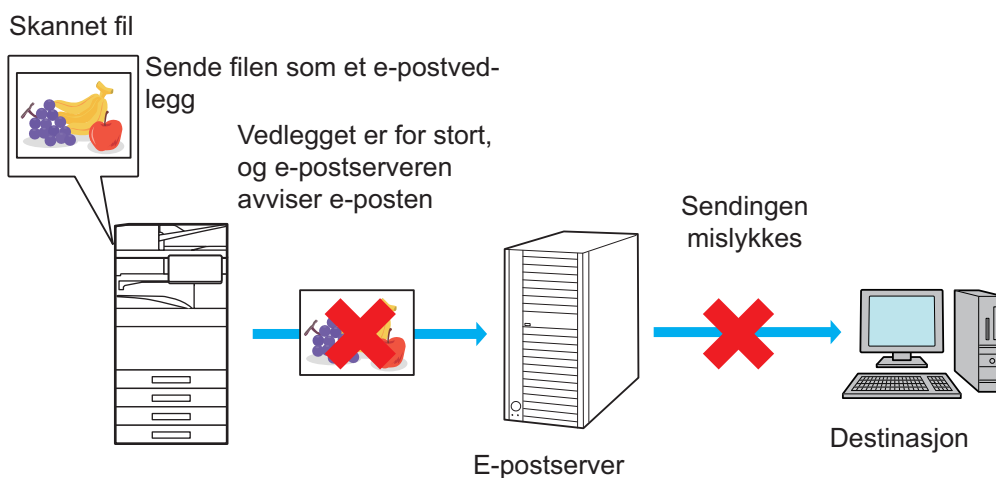 Skannet fil
Sende filen som et e-postved-
legg
Vedlegget er for stort,
og e-postserveren
avviser e-posten
Sendingen
mislykkes
E-postserver
Destinasjon